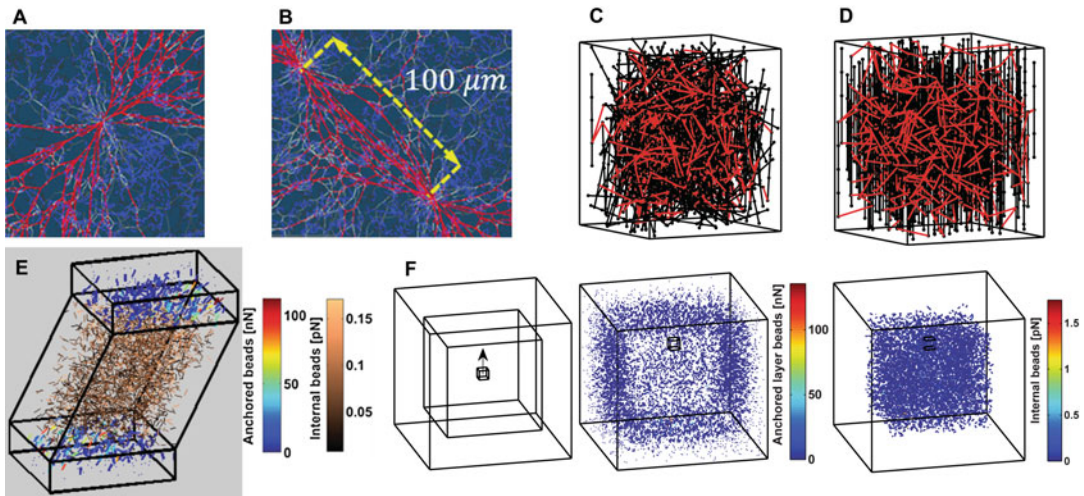 A
B
100 μm
C
D
E
Anchored beads [nN]
100
50
0
Internal beads [pN]
0.15
0.1
0.05
F
Anchored layer beads [nN]
100
50
0
Internal beads [pN]
1.5
1
0.5
0